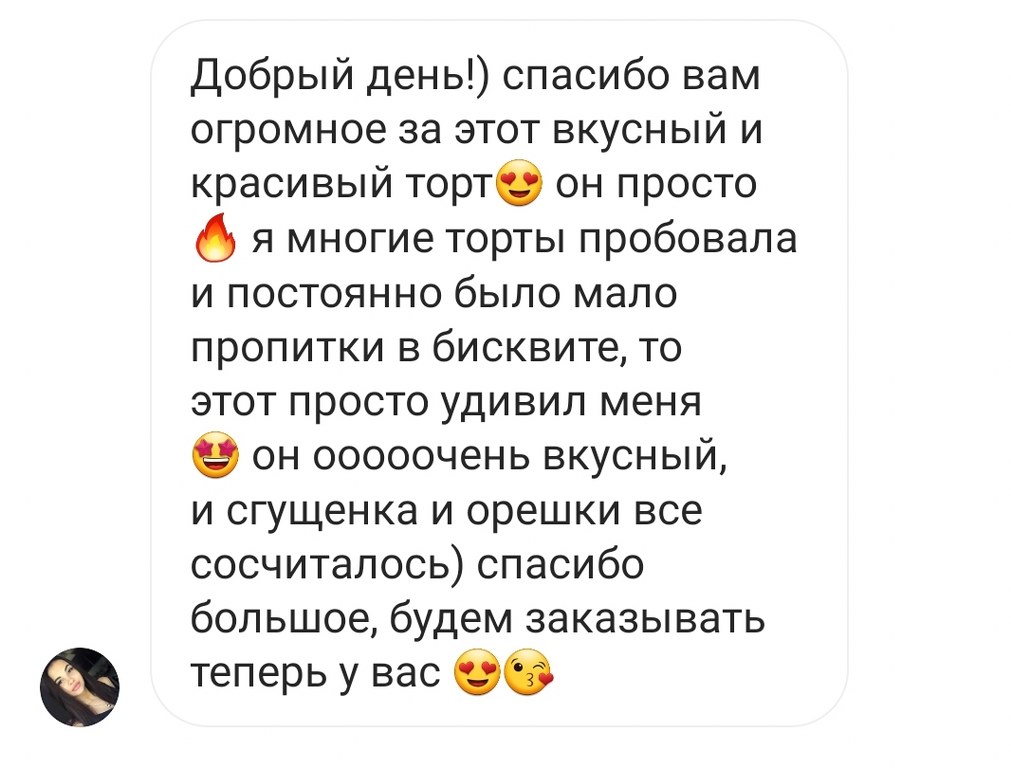 Добрый день!) спасибо вам
огромное за этот вкусный и
красивый торт😍 он просто
🔥 я многие торты пробовала
и постоянно было мало
пропитки в бисквите, то
этот просто удивил меня
🤩 он ооооочень вкусный,
и сгущенка и орешки все
сосчиталось) спасибо
большое, будем заказывать
теперь у вас 😍😘